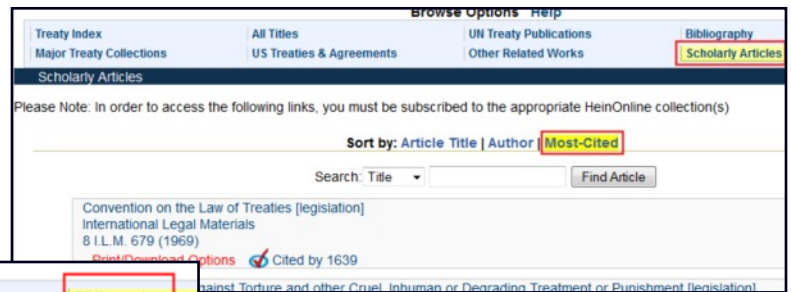 Browse Options Help
Treaty Index All Titles UN Treaty Publications Bibliography
Major Treaty Collections US Treaties & Agreements Other Related Works Scholarly Articles
Scholarly Articles
Please Note: In order to access the following links, you must be subscribed to the appropriate HeinOnline collection(s)
Sort by: Article Title | Author | Most-Cited
Search: Title Find Article
Convention on the Law of Treaties [legislation]
International Legal Materials
8 I.L.M. 679 (1969)
Print/Download Options Cited by 1639
against Torture and other Cruel, Inhuman or Degrading Treatment or Punishment [legislation]